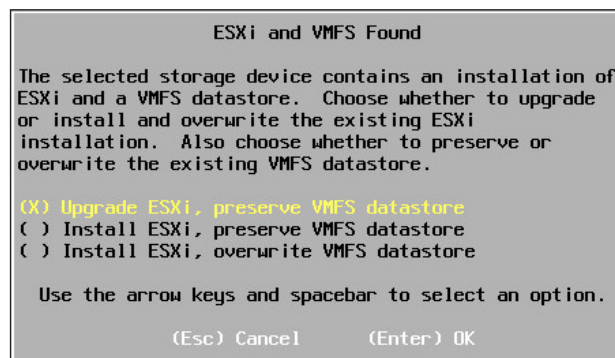 ESXi and VMFS Found
The selected storage device contains an installation of
ESXi and a VMFS datastore. Choose whether to upgrade
or install and overwrite the existing ESXi
installation. Also choose whether to preserve or
overwrite the existing VMFS datastore.
(X) Upgrade ESXi, preserve VMFS datastore
( ) Install ESXi, preserve VMFS datastore
( ) Install ESXi, overwrite VMFS datastore
Use the arrow keys and spacebar to select an option.
(Esc) Cancel (Enter) OK